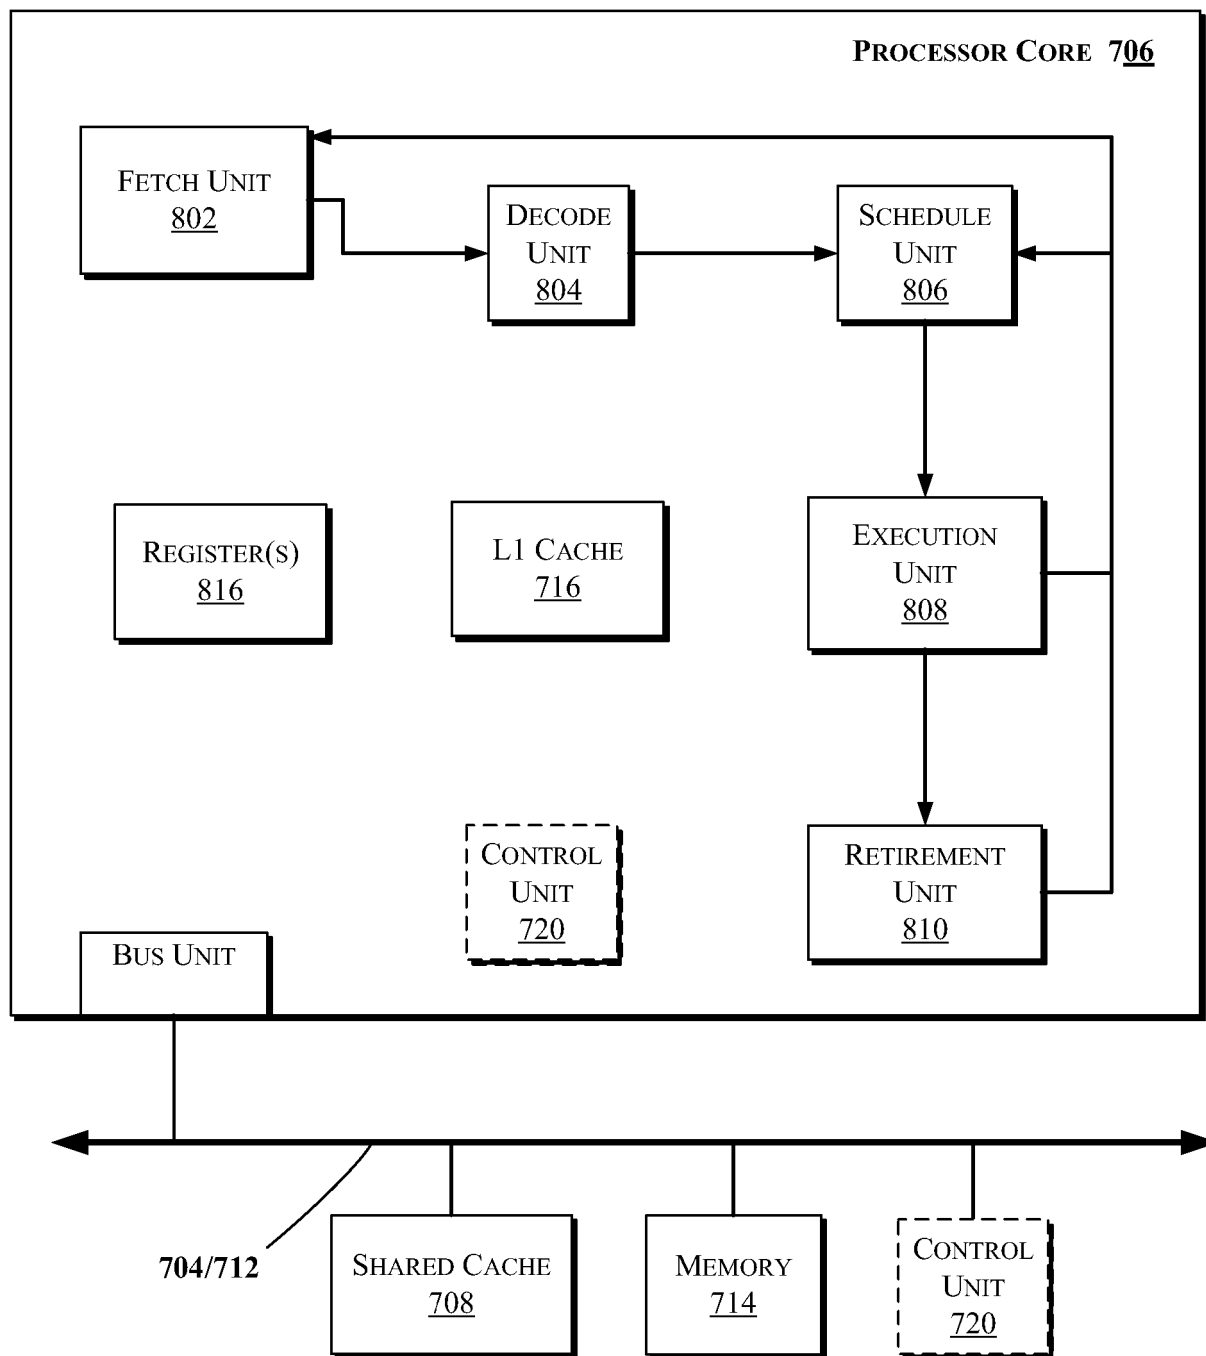 PROCESSOR CORE 706
FETCH UNIT
802
DECODE
UNIT
804
SCHEDULE
UNIT
806
REGISTER(S)
816
L1 CACHE
716
EXECUTION
UNIT
808
CONTROL
UNIT
720
RETIREMENT
UNIT
810
BUS UNIT
704/712
SHARED CACHE
708
MEMORY
714
CONTROL
UNIT
720